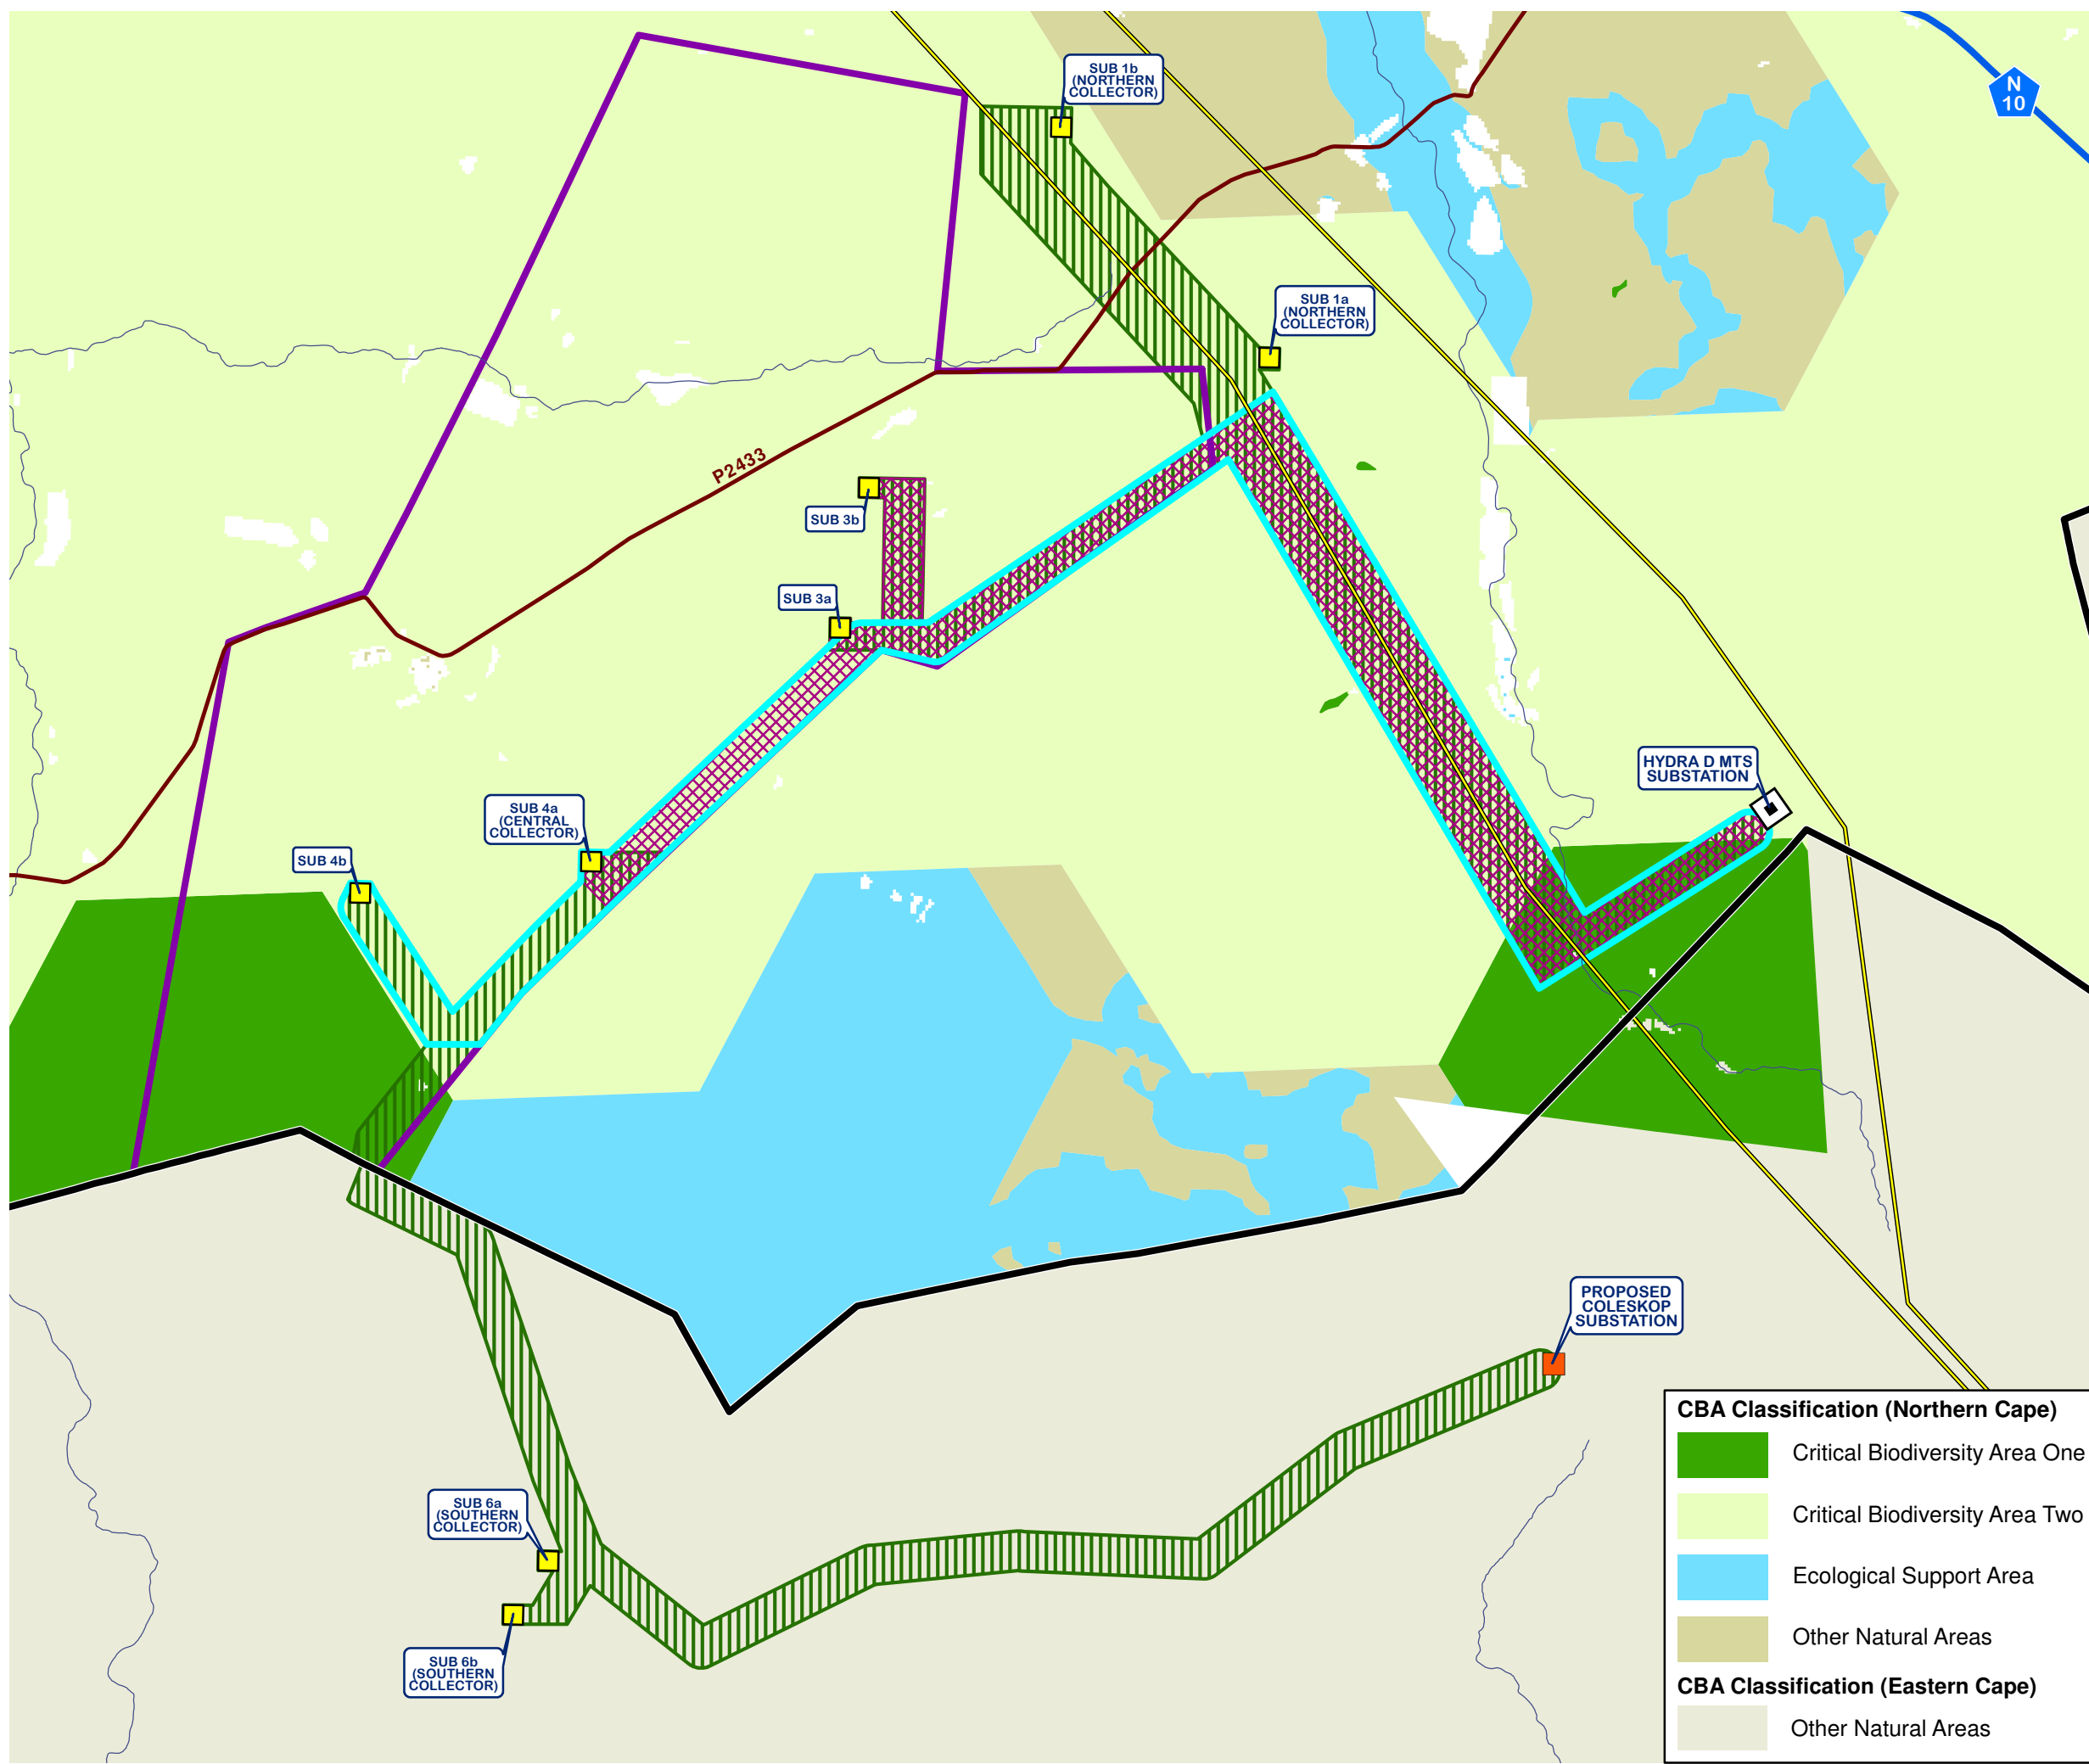 SUB 1b
(NORTHERN
COLLECTOR)
N
10
SUB 1a
(NORTHERN
COLLECTOR)
P2433
SUB 3b
SUB 3a
HYDRA D MTS
SUBSTATION
SUB 4a
(CENTRAL
COLLECTOR)
SUB 4b
PROPOSED
COLESKOP
SUBSTATION
SUB 6a
(SOUTHERN
COLLECTOR)
SUB 6b
(SOUTHERN
COLLECTOR)
CBA Classification (Northern Cape)
Critical Biodiversity Area One
Critical Biodiversity Area Two
Ecological Support Area
Other Natural Areas
CBA Classification (Eastern Cape)
Other Natural Areas